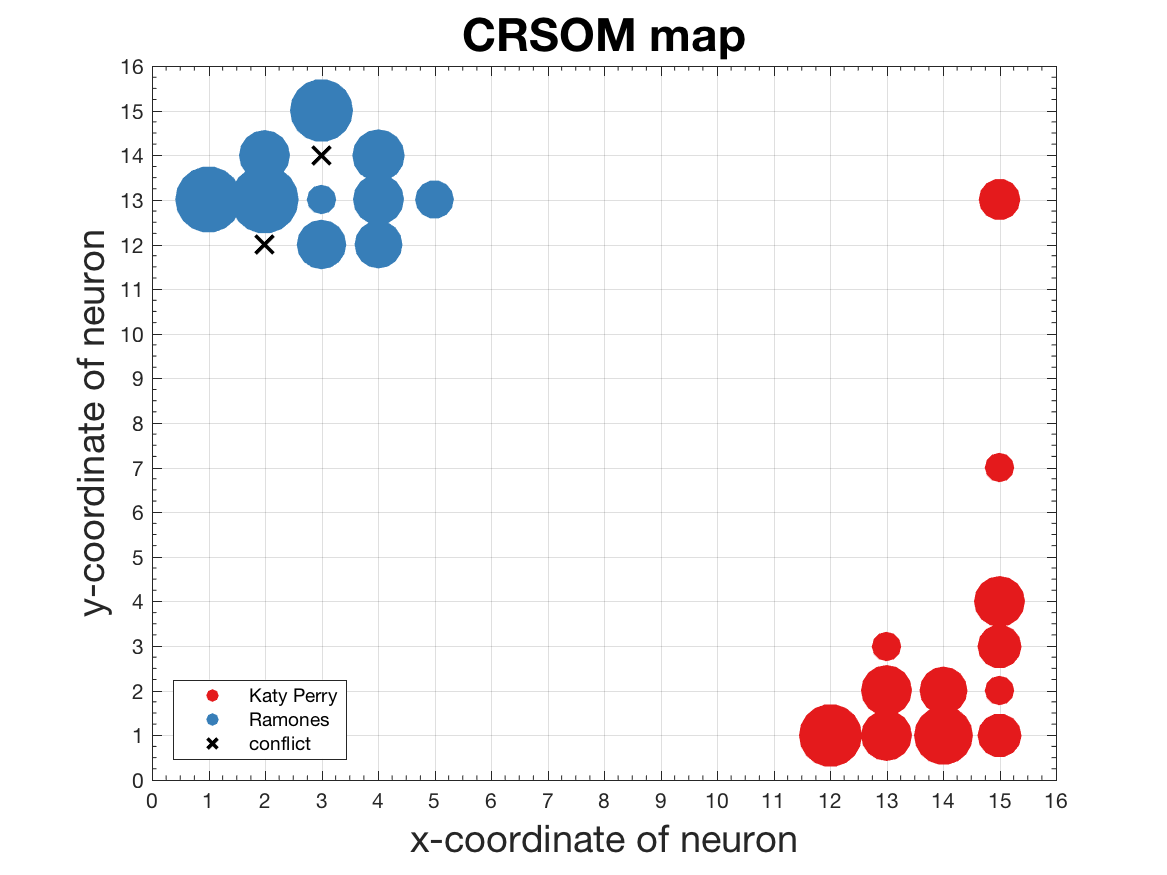 CRSOM map
16
15
14
13
12
11
10
9
8
7
6
5
4
3
2
1
0
y-coordinate of neuron
Katy Perry
Ramones
conflict
0 1 2 3 4 5 6 7 8 9 10 11 12 13 14 15 16
x-coordinate of neuron